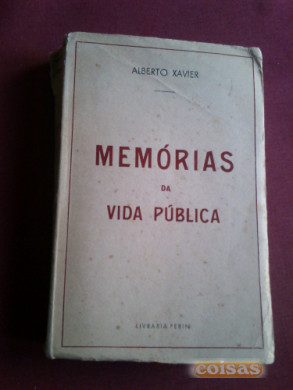 ALBERTO XAVIER
MEMÓRIAS
DA
VIDA PÚBLICA
LIVRARIA FERIN
coisas